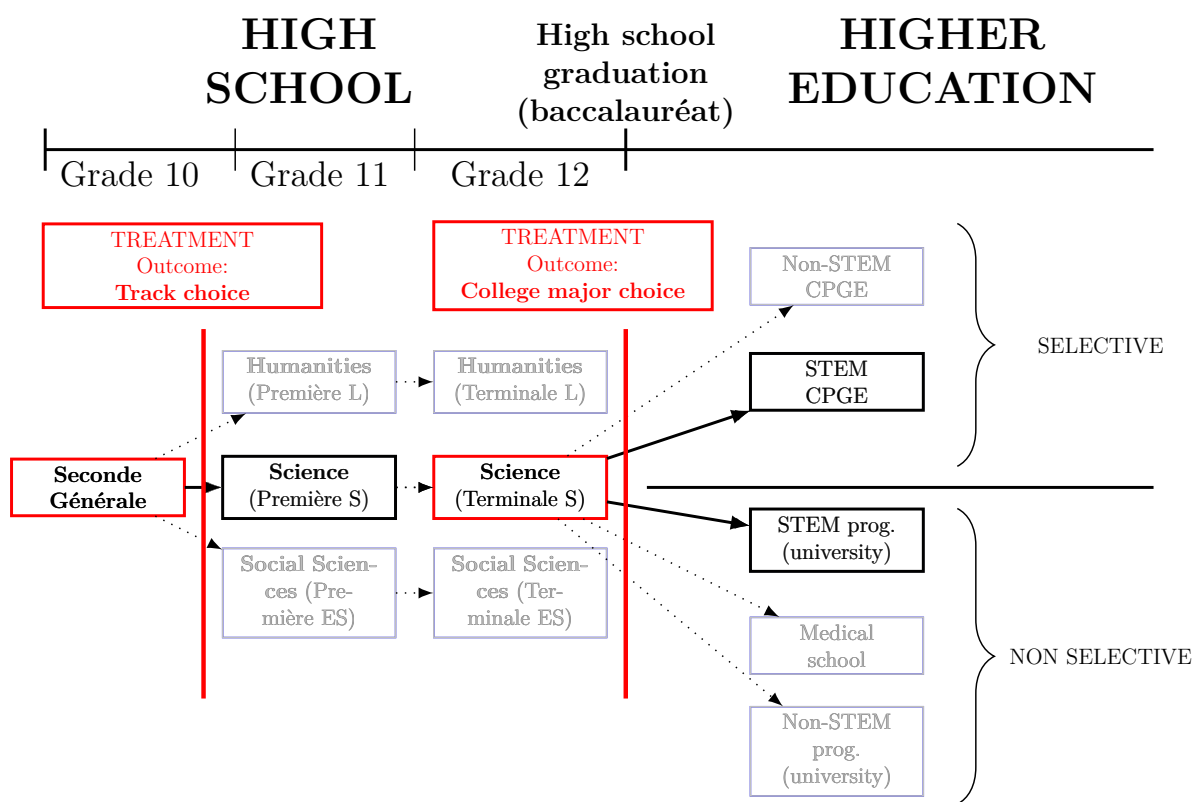 HIGH
SCHOOL
High school
graduation
(baccalauréat)
HIGHER
EDUCATION
Grade 10
Grade 11
Grade 12
TREATMENT
Outcome:
Track choice
TREATMENT
Outcome:
College major choice
Non-STEM
CPGE
STEM
CPGE
SELECTIVE
Humanities
(Première L)
Humanities
(Terminale L)
Seconde
Générale
Science
(Première S)
Science
(Terminale S)
Social Scien-
ces (Pre-
mière ES)
Social Scien-
ces (Ter-
minale ES)
STEM prog.
(university)
Medical
school
Non-STEM
prog.
(university)
NON SELECTIVE